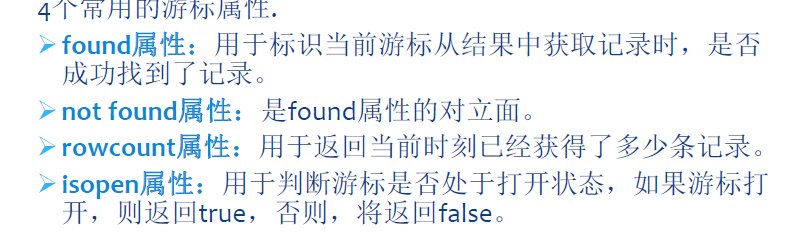 4个常用的游标属性.
found属性：用于标识当前游标从结果中获取记录时，是否
成功找到了记录。
not found属性：是found属性的对立面。
rowcount属性：用于返回当前时刻已经获得了多少条记录。
isopen属性：用于判断游标是否处于打开状态，如果游标打
开，则返回true，否则，将返回false。